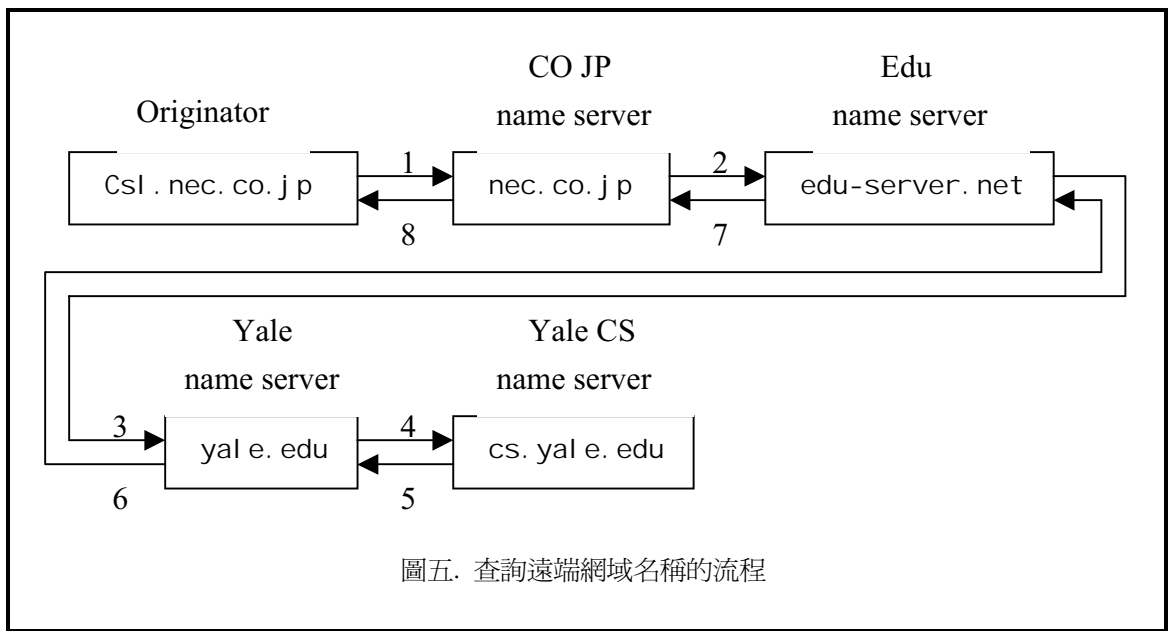 CO JP
Edu
Originator
name server
name server
Csl.nec.co.jp
1
nec.co.jp
2
edu-server.net
8
7
Yale
Yale CS
name server
name server
3
yale.edu
4
cs.yale.edu
6
5
圖五. 查詢遠端網域名稱的流程